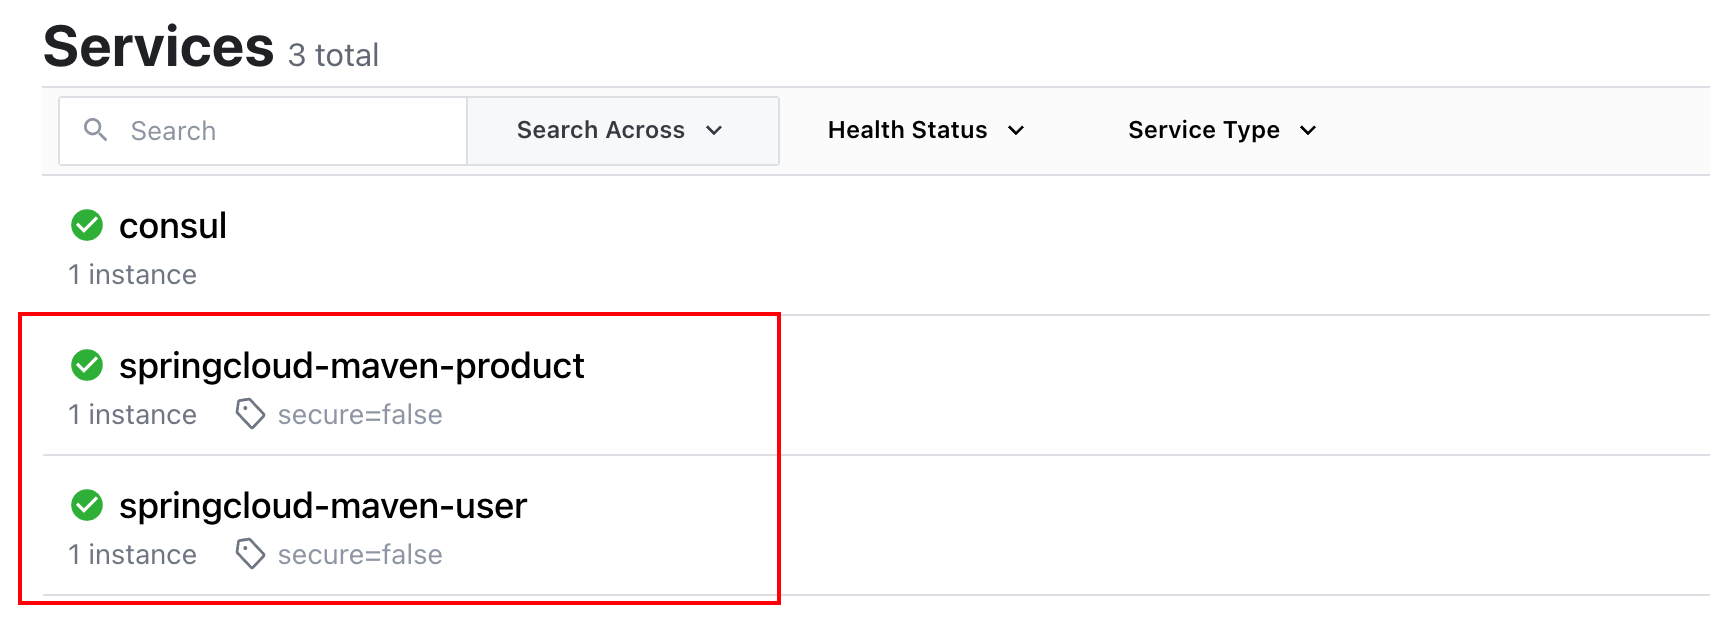 Services 3 total
Search Search Across Health Status Service Type
consul
1 instance
springcloud-maven-product
1 instance secure=false
springcloud-maven-user
1 instance secure=false